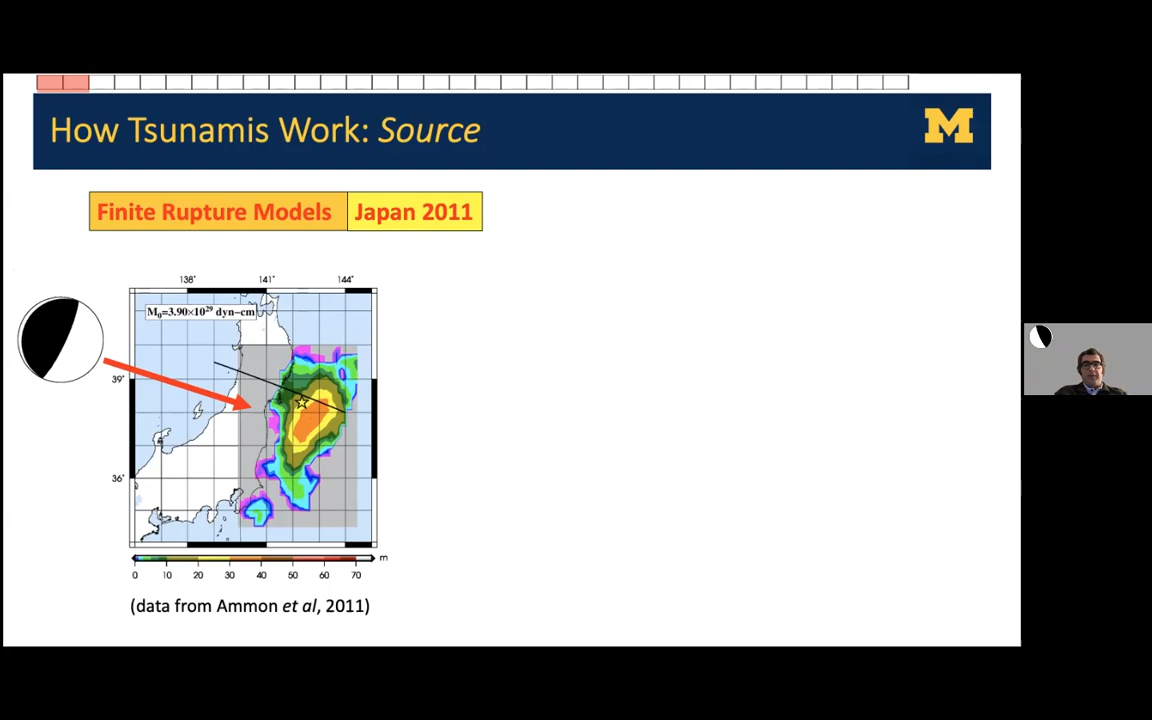 How Tsunamis Work: Source
M
Finite Rupture Models Japan 2011
138° 141° 144°
M₀=3.90×10²⁹ dyn-cm
39°
36°
m
0 10 20 30 40 50 60 70
(data from Ammon et al, 2011)